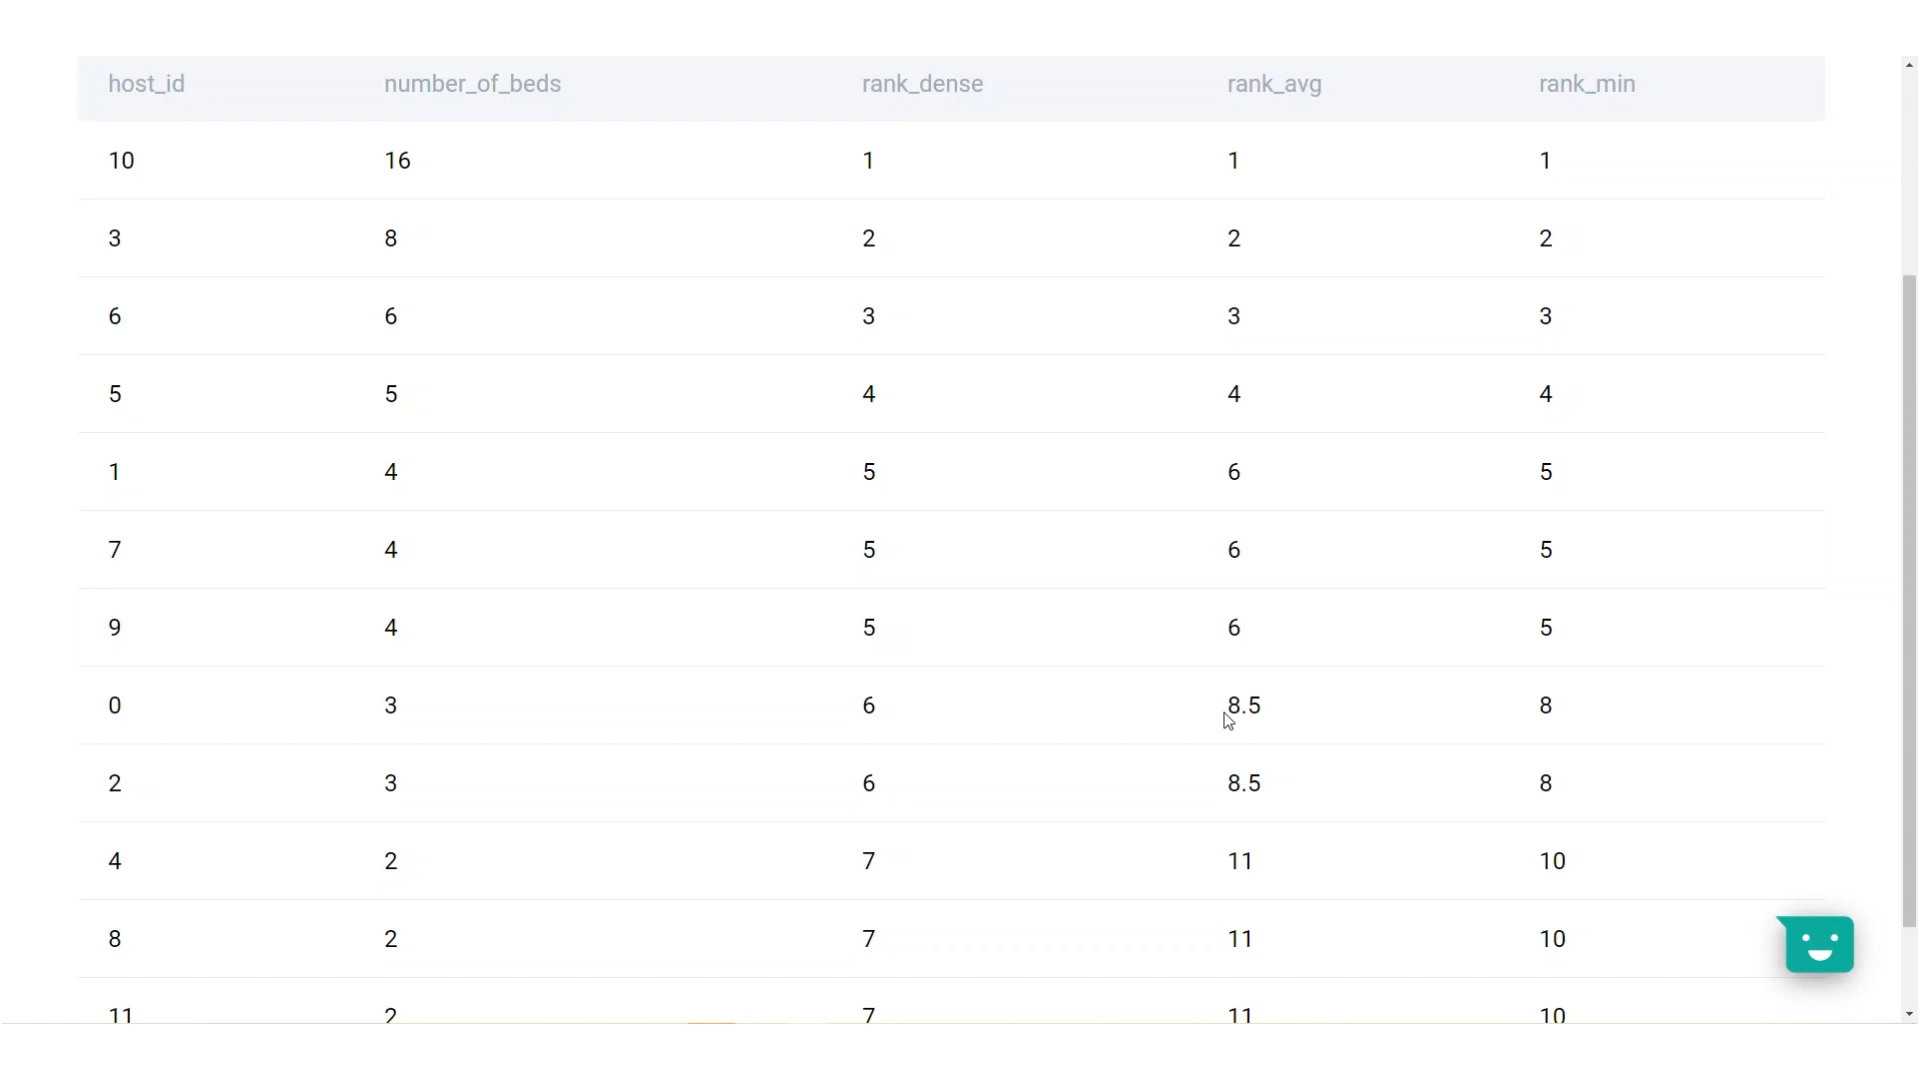 host_id number_of_beds rank_dense rank_avg rank_min
10 16 1 1 1
3 8 2 2 2
6 6 3 3 3
5 5 4 4 4
1 4 5 6 5
7 4 5 6 5
9 4 5 6 5
0 3 6 8.5 8
2 3 6 8.5 8
4 2 7 11 10
8 2 7 11 10
11 2 7 11 10